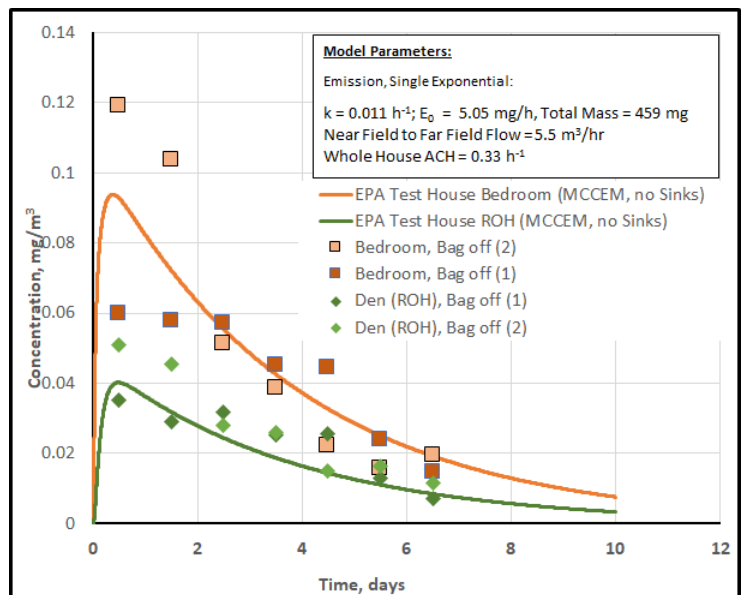 0.14
0.12
0.1
0.08
0.06
0.04
0.02
0
Concentration, mg/m³
Model Parameters:
Emission, Single Exponential:
k = 0.011 h⁻¹; E₀ = 5.05 mg/h, Total Mass = 459 mg
Near Field to Far Field Flow = 5.5 m³/hr
Whole House ACH = 0.33 h⁻¹
EPA Test House Bedroom (MCCEM, no Sinks)
EPA Test House ROH (MCCEM, no Sinks)
Bedroom, Bag off (2)
Bedroom, Bag off (1)
Den (ROH), Bag off (1)
Den (ROH), Bag off (2)
0 2 4 6 8 10 12
Time, days